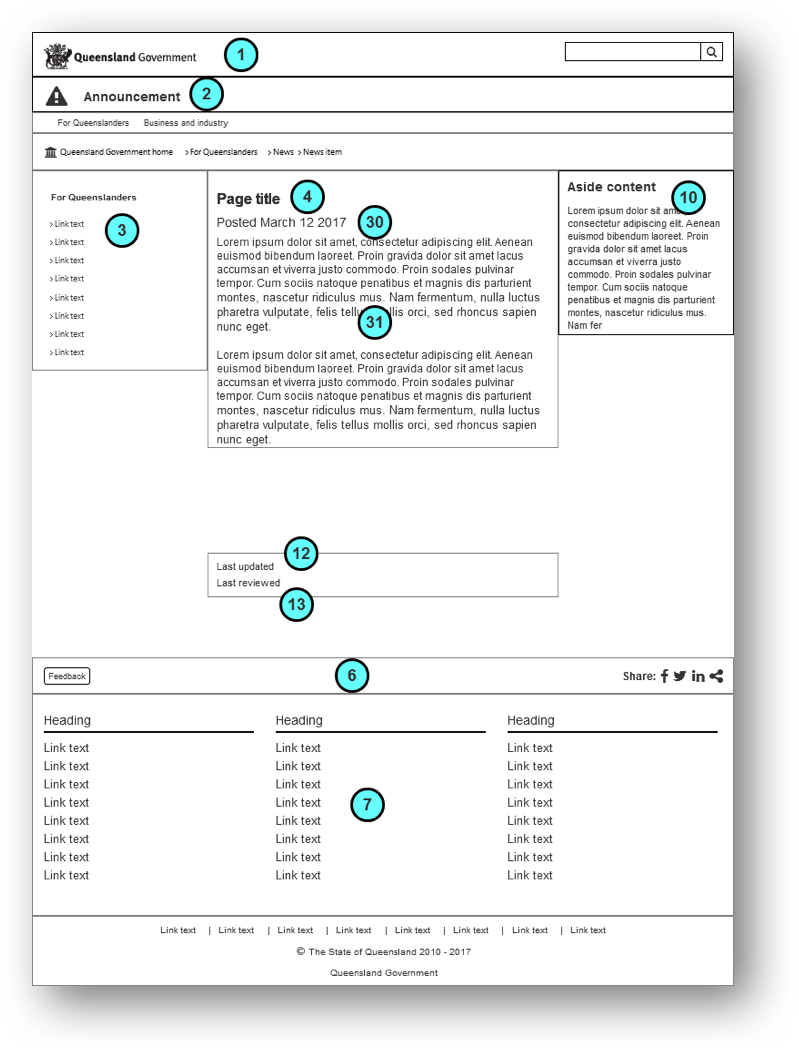 Queensland Government
1
Announcement
2
For Queenslanders Business and industry
Queensland Government home > For Queenslanders > News > News item
For Queenslanders
3
> Link text
> Link text
> Link text
> Link text
> Link text
> Link text
> Link text
> Link text
Page title
4
Posted March 12 2017
30
Lorem ipsum dolor sit amet, consectetur adipiscing elit. Aenean
euismod bibendum laoreet. Proin gravida dolor sit amet lacus
accumsan et viverra justo commodo. Proin sodales pulvinar
tempor. Cum sociis natoque penatibus et magnis dis parturient
montes, nascetur ridiculus mus. Nam fermentum, nulla luctus
pharetra vulputate, felis tellus mollis orci, sed rhoncus sapien
31
nunc eget.
Lorem ipsum dolor sit amet, consectetur adipiscing elit. Aenean
euismod bibendum laoreet. Proin gravida dolor sit amet lacus
accumsan et viverra justo commodo. Proin sodales pulvinar
tempor. Cum sociis natoque penatibus et magnis dis parturient
montes, nascetur ridiculus mus. Nam fermentum, nulla luctus
pharetra vulputate, felis tellus mollis orci, sed rhoncus sapien
nunc eget.
Aside content
10
Lorem ipsum dolor sit amet,
consectetur adipiscing elit. Aenean
euismod bibendum laoreet. Proin
gravida dolor sit amet lacus
accumsan et viverra justo
commodo. Proin sodales pulvinar
tempor. Cum sociis natoque
penatibus et magnis dis parturient
montes, nascetur ridiculus mus.
Nam fer
12
Last updated
Last reviewed
13
Feedback
6
Share:
Heading
Link text
Link text
Link text
Link text
Link text
Link text
Link text
Link text
Heading
Link text
Link text
Link text
Link text
Link text
Link text
Link text
Link text
7
Heading
Link text
Link text
Link text
Link text
Link text
Link text
Link text
Link text
Link text | Link text | Link text | Link text | Link text | Link text | Link text | Link text
© The State of Queensland 2010 - 2017
Queensland Government